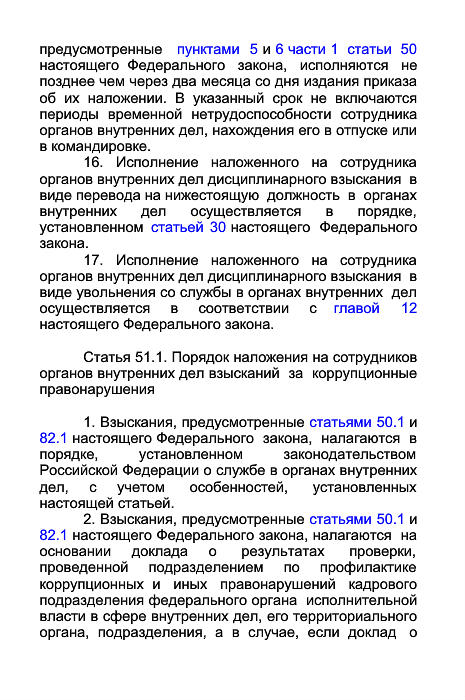 предусмотренные пунктами 5 и 6 части 1 статьи 50
настоящего Федерального закона, исполняются не
позднее чем через два месяца со дня издания приказа
об их наложении. В указанный срок не включаются
периоды временной нетрудоспособности сотрудника
органов внутренних дел, нахождения его в отпуске или
в командировке.
16. Исполнение наложенного на сотрудника
органов внутренних дел дисциплинарного взыскания в
виде перевода на нижестоящую должность в органах
внутренних дел осуществляется в порядке,
установленном статьей 30 настоящего Федерального
закона.
17. Исполнение наложенного на сотрудника
органов внутренних дел дисциплинарного взыскания в
виде увольнения со службы в органах внутренних дел
осуществляется в соответствии с главой 12
настоящего Федерального закона.
Статья 51.1. Порядок наложения на сотрудников
органов внутренних дел взысканий за коррупционные
правонарушения
1. Взыскания, предусмотренные статьями 50.1 и
82.1 настоящего Федерального закона, налагаются в
порядке, установленном законодательством
Российской Федерации о службе в органах внутренних
дел, с учетом особенностей, установленных
настоящей статьей.
2. Взыскания, предусмотренные статьями 50.1 и
82.1 настоящего Федерального закона, налагаются на
основании доклада о результатах проверки,
проведенной подразделением по профилактике
коррупционных и иных правонарушений кадрового
подразделения федерального органа исполнительной
власти в сфере внутренних дел, его территориального
органа, подразделения, а в случае, если доклад о